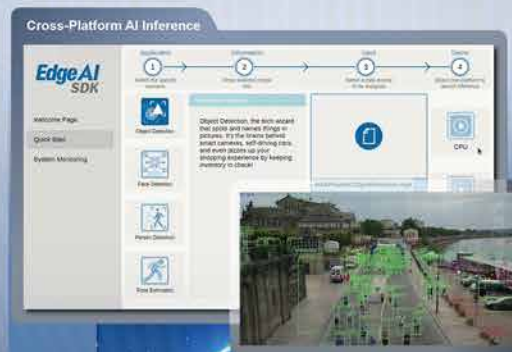 Cross-Platform AI Inference
Edge AI
SDK
Application
Information
Input
Device
1
2
3
4
Welcome Page
Quick Start
System Monitoring
Object Detection
Face Detection
Person Detection
Pose Estimation
Object Detection, the tech wizard
that spots and names things in
pictures. It's the brains behind
smart cameras, self-driving cars,
and even jazzes up your
shopping experience by keeping
inventory in check!
CPU